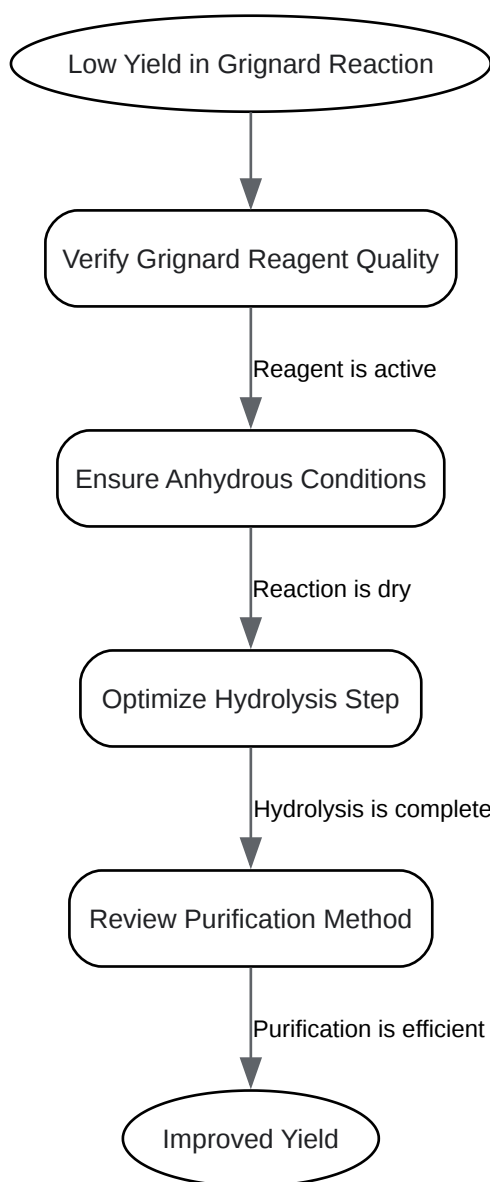 Low Yield in Grignard Reaction
Verify Grignard Reagent Quality
Reagent is active
Ensure Anhydrous Conditions
Reaction is dry
Optimize Hydrolysis Step
Hydrolysis is complete
Review Purification Method
Purification is efficient
Improved Yield